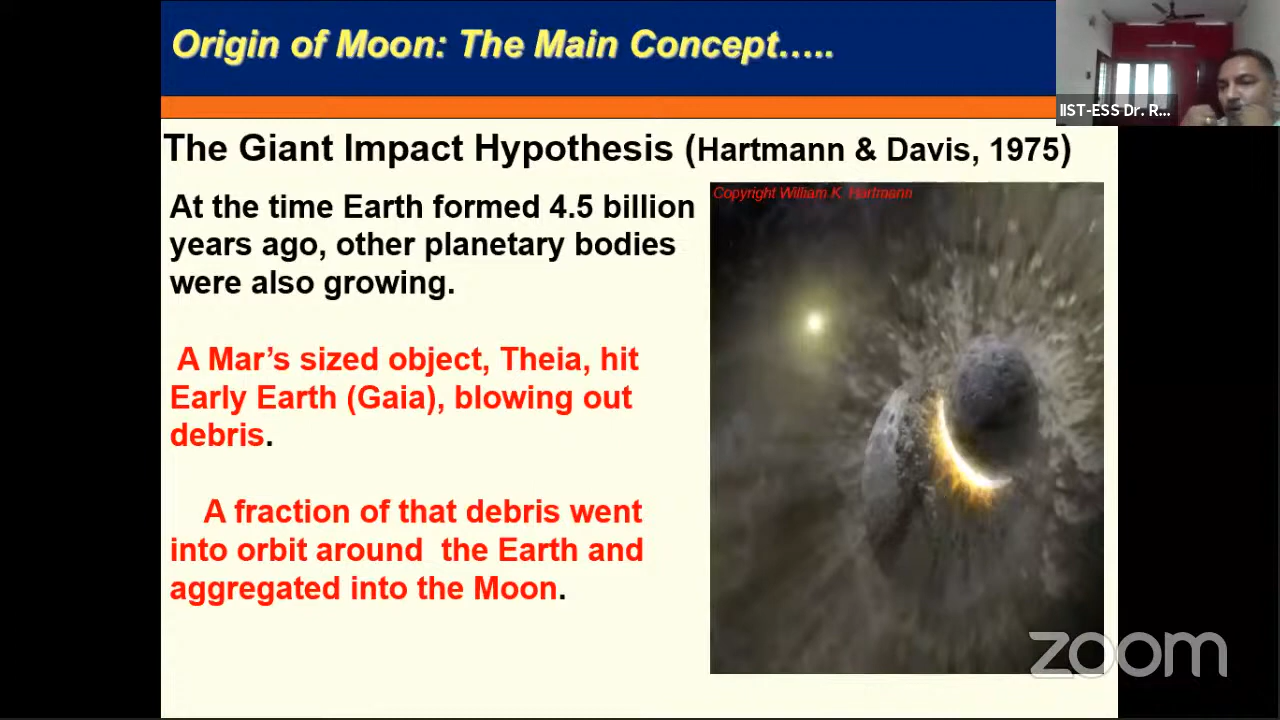 Origin of Moon: The Main Concept…..
IIST-ESS Dr. R...
The Giant Impact Hypothesis (Hartmann & Davis, 1975)
At the time Earth formed 4.5 billion
years ago, other planetary bodies
were also growing.
A Mar’s sized object, Theia, hit
Early Earth (Gaia), blowing out
debris.
A fraction of that debris went
into orbit around the Earth and
aggregated into the Moon.
Copyright William K Hartmann
zoom